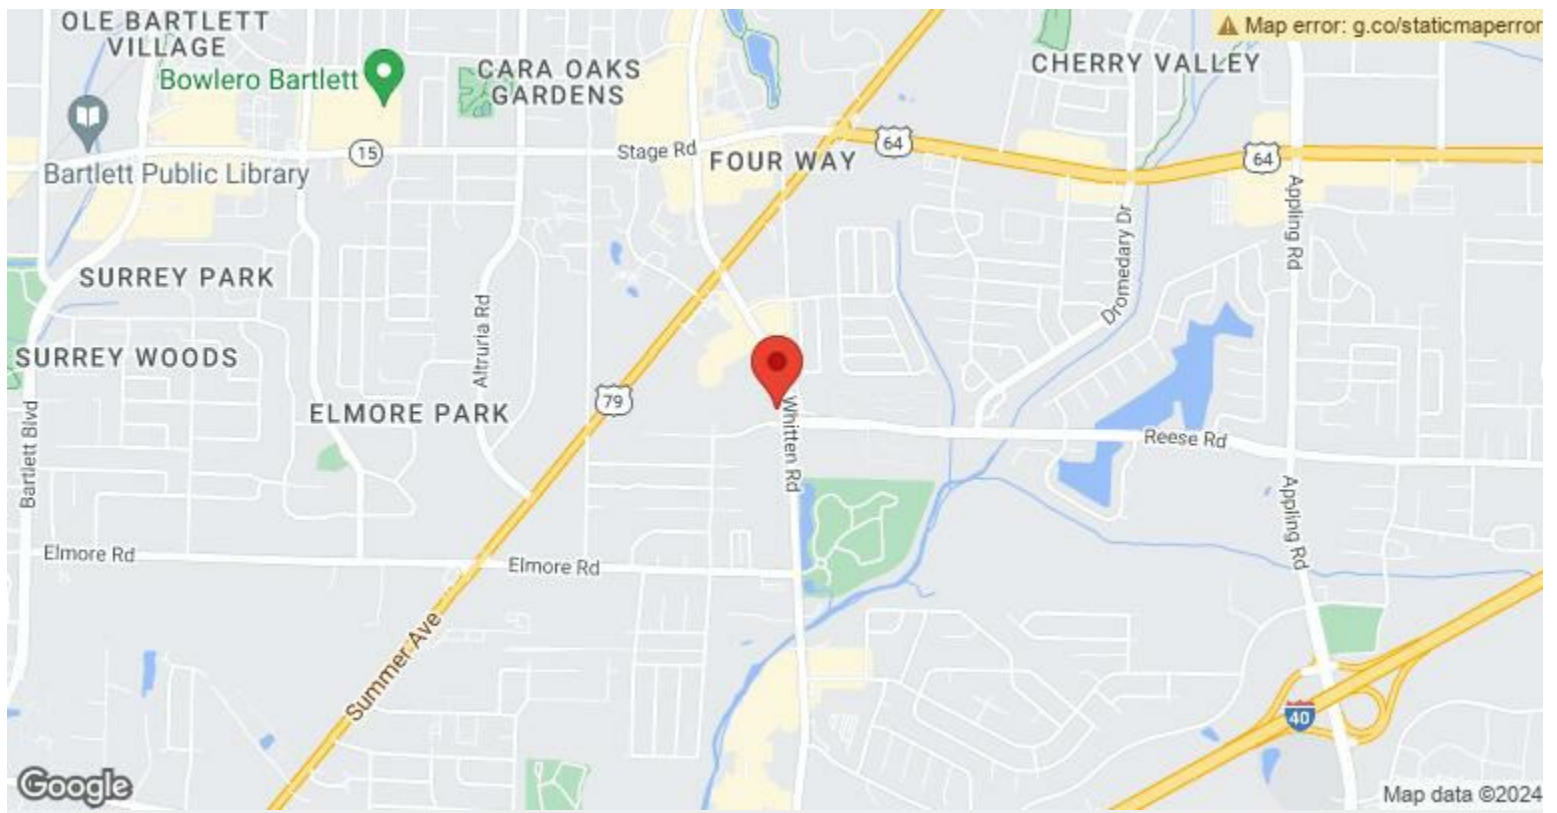 OLE BARTLETT
VILLAGE
Map error: g.co/staticmaperror
Bowlero Bartlett
CARA OAKS
GARDENS
CHERRY VALLEY
15
Stage Rd
64
FOUR WAY
64
Bartlett Public Library
Appling Rd
Dromedary Dr
SURREY PARK
Altruria Rd
SURREY WOODS
79
ELMORE PARK
Whitten Rd
Reese Rd
Bartlett Blvd
Appling Rd
Elmore Rd
Elmore Rd
Summer Ave
40
Google
Map data ©2024